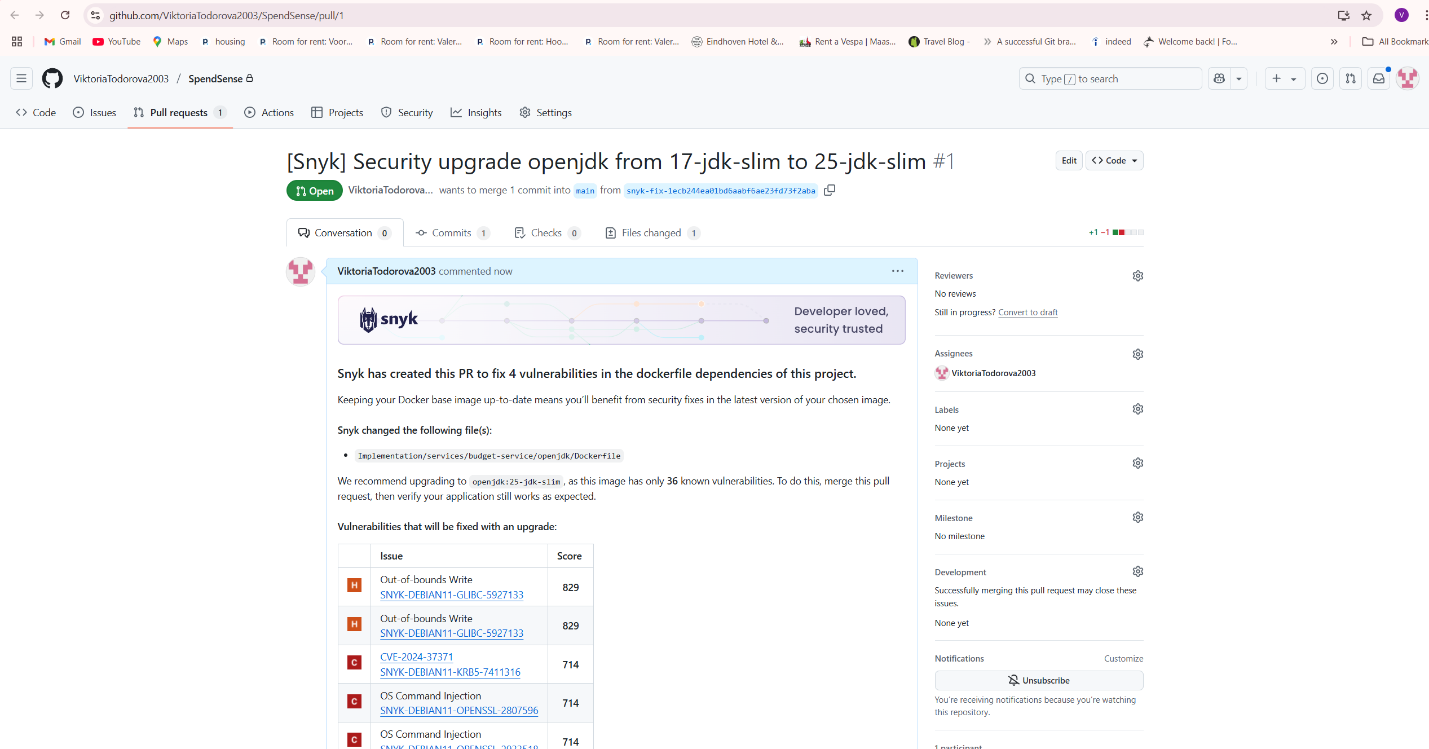 github.com/ViktoriaTodorova2003/SpendSense/pull/1
V
Gmail YouTube Maps housing Room for rent: Voor... Room for rent: Valer... Room for rent: Hoo... Room for rent: Valer... Eindhoven Hotel &... Rent a Vespa | Maas... Travel Blog - A successful Git bra... indeed Welcome back! | Fo... » All Bookmark
ViktoriaTodorova2003 / SpendSense
Type / to search
Code Issues Pull requests 1 Actions Projects Security Insights Settings
[Snyk] Security upgrade openjdk from 17-jdk-slim to 25-jdk-slim #1
Edit <> Code
Open ViktoriaTodorova... wants to merge 1 commit into main from snyk-fix-1ecb244ea01bd6aabf6ae23fd73f2aba
Conversation 0 Commits 1 Checks 0 Files changed 1
+1 −1
ViktoriaTodorova2003 commented now
snyk
Developer loved,
security trusted
Snyk has created this PR to fix 4 vulnerabilities in the dockerfile dependencies of this project.
Keeping your Docker base image up-to-date means you'll benefit from security fixes in the latest version of your chosen image.
Snyk changed the following file(s):
• Implementation/services/budget-service/openjdk/Dockerfile
We recommend upgrading to openjdk:25-jdk-slim, as this image has only 36 known vulnerabilities. To do this, merge this pull
request, then verify your application still works as expected.
Vulnerabilities that will be fixed with an upgrade:
Issue Score
H Out-of-bounds Write
SNYK-DEBIAN11-GLIBC-5927133 829
H Out-of-bounds Write
SNYK-DEBIAN11-GLIBC-5927133 829
C CVE-2024-37371
SNYK-DEBIAN11-KRB5-7411316 714
C OS Command Injection
SNYK-DEBIAN11-OPENSSL-2807596 714
C OS Command Injection
714
Reviewers
No reviews
Still in progress? Convert to draft
Assignees
ViktoriaTodorova2003
Labels
None yet
Projects
None yet
Milestone
No milestone
Development
Successfully merging this pull request may close these
issues.
None yet
Notifications Customize
Unsubscribe
You're receiving notifications because you're watching
this repository.
1 participant